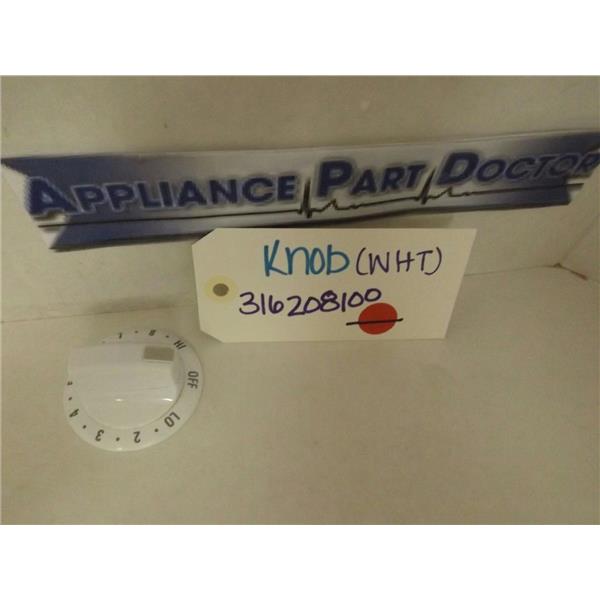 APPLIANCE PART DOCTOR
Knob (WHT)
316208100
HI OFF LO 2 3 4